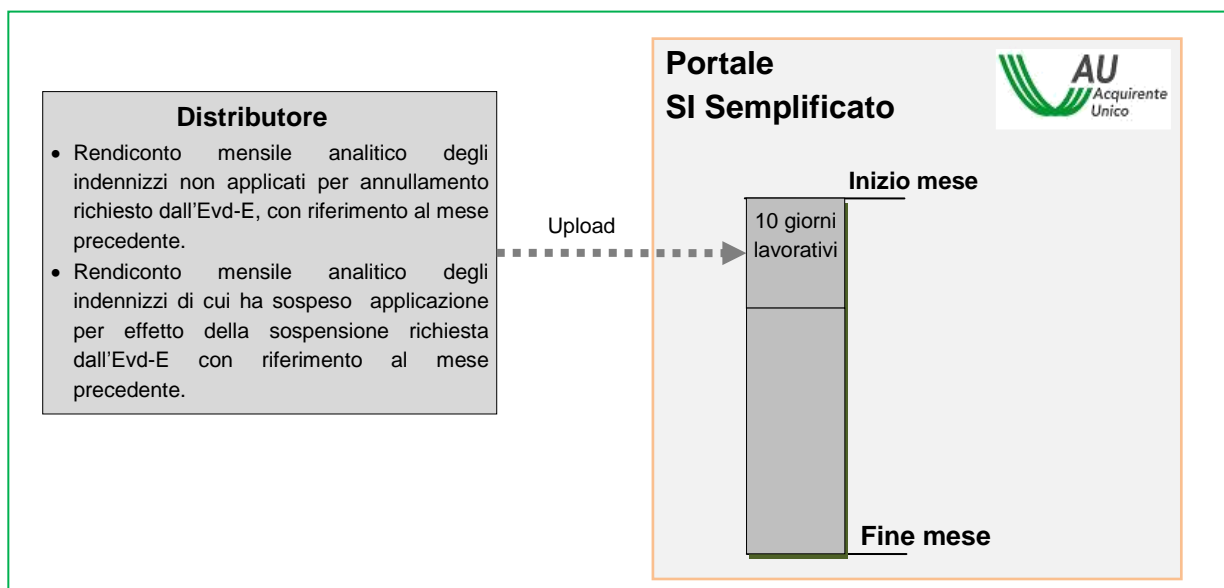 Distributore
• Rendiconto mensile analitico degli
indennizzi non applicati per annullamento
richiesto dall'Evd-E, con riferimento al mese
precedente.
• Rendiconto mensile analitico degli
indennizzi di cui ha sospeso applicazione
per effetto della sospensione richiesta
dall'Evd-E con riferimento al mese
precedente.
Upload
Portale
SI Semplificato
AU
Acquirente
Unico
Inizio mese
10 giorni
lavorativi
Fine mese